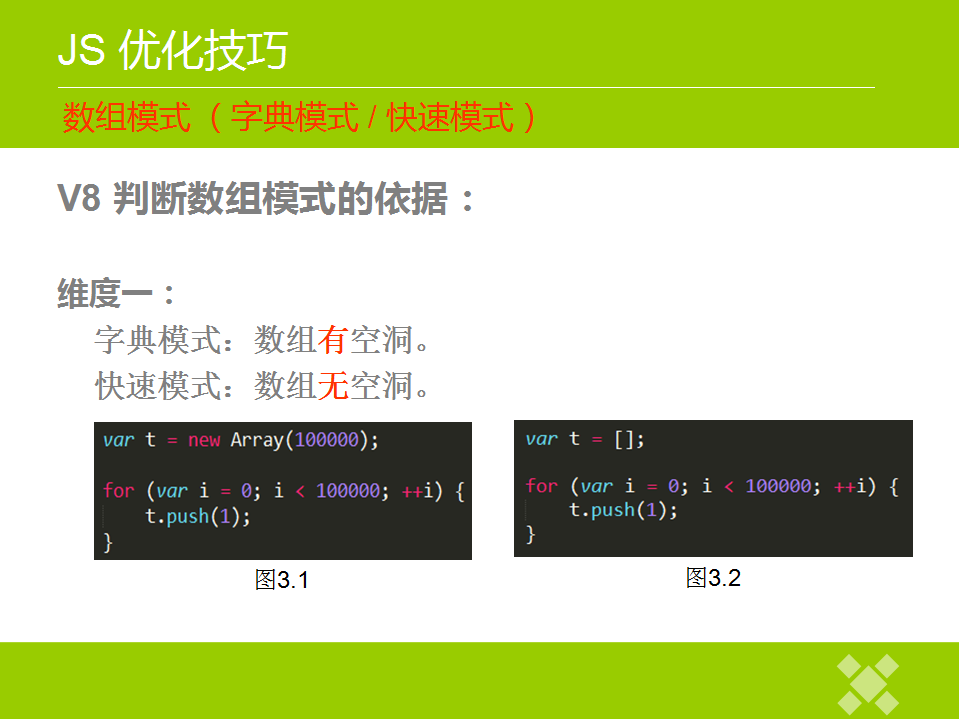 JS 优化技巧
数组模式（字典模式 / 快速模式）
V8 判断数组模式的依据：
维度一：
字典模式：数组有空洞。
快速模式：数组无空洞。
var t = new Array(100000);
for (var i = 0; i < 100000; ++i) {
t.push(1);
}
图3.1
var t = [];
for (var i = 0; i < 100000; ++i) {
t.push(1);
}
图3.2